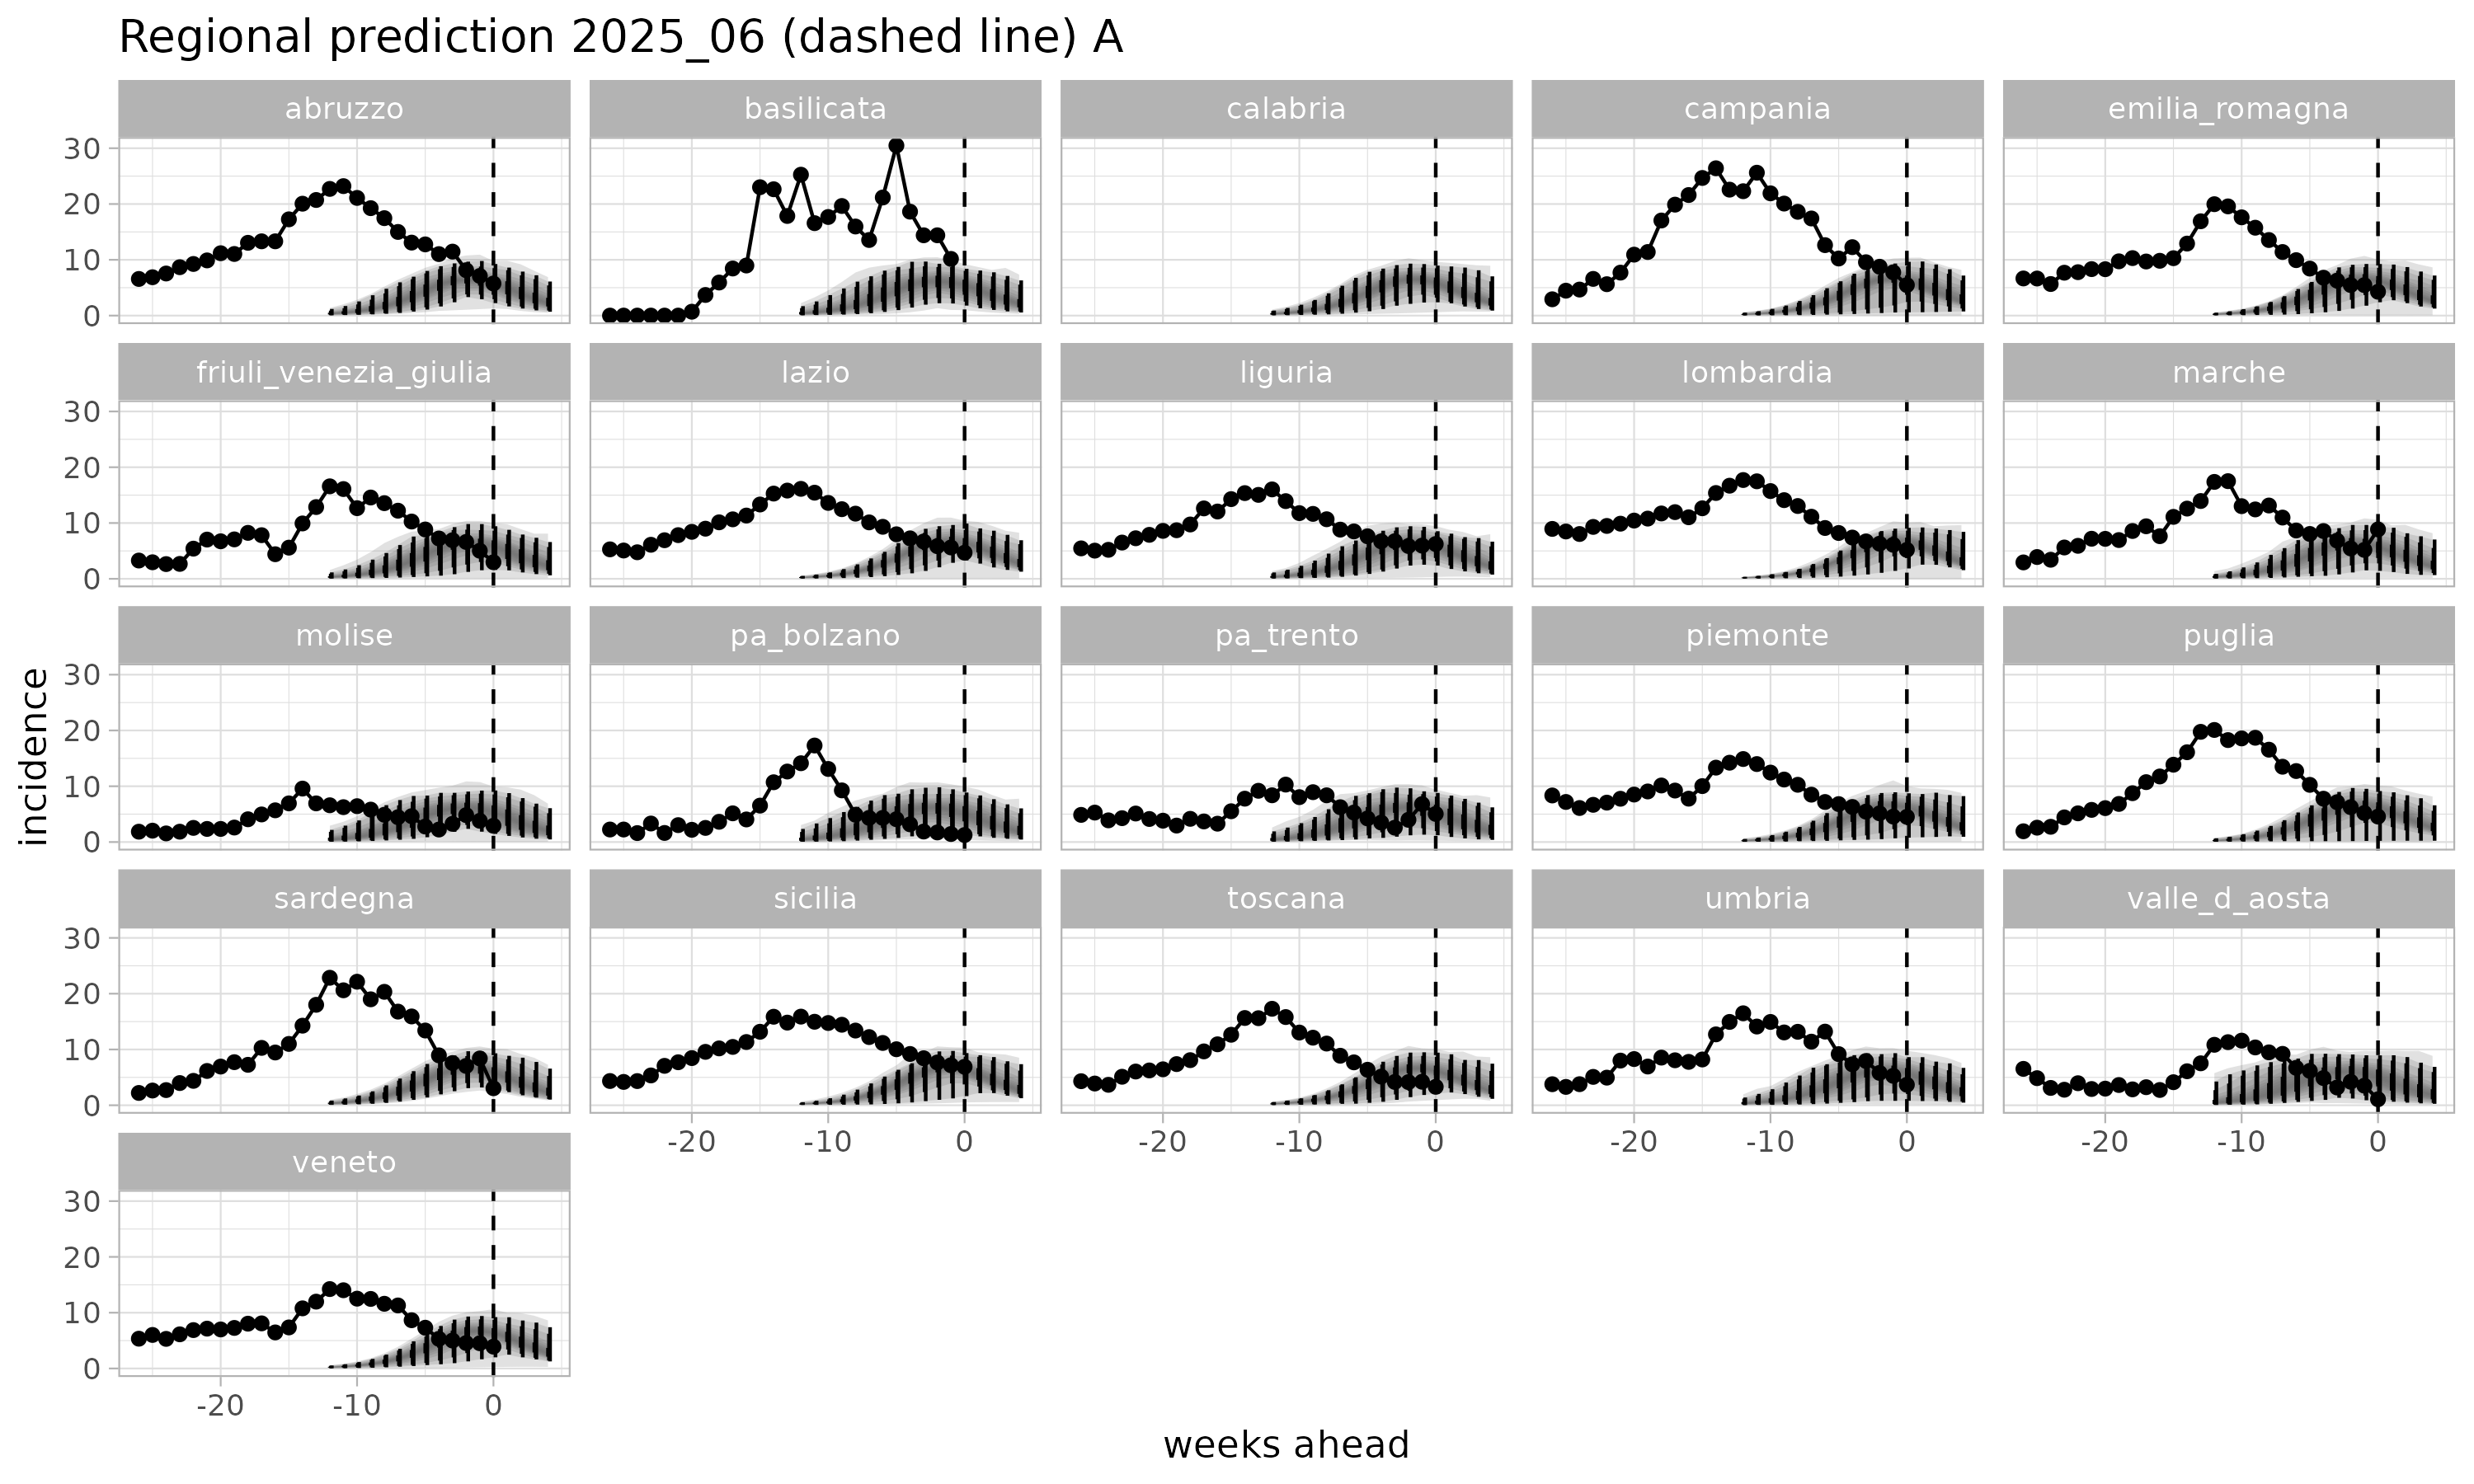 Regional prediction 2025_06 (dashed line) A
abruzzo
basilicata
calabria
campania
emilia_romagna
30
20
10
0
friuli_venezia_giulia
lazio
liguria
lombardia
marche
30
20
10
0
molise
pa_bolzano
pa_trento
piemonte
puglia
30
20
10
0
incidence
sardegna
sicilia
toscana
umbria
valle_d_aosta
30
20
10
0
-20 -10 0
-20 -10 0
-20 -10 0
-20 -10 0
veneto
30
20
10
0
-20 -10 0
weeks ahead